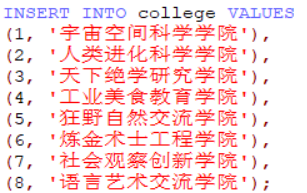 INSERT INTO college VALUES
(1, '宇宙空间科学学院'),
(2, '人类进化科学学院'),
(3, '天下绝学研究学院'),
(4, '工业美食教育学院'),
(5, '狂野自然交流学院'),
(6, '炼金术士工程学院'),
(7, '社会观察创新学院'),
(8, '语言艺术交流学院');